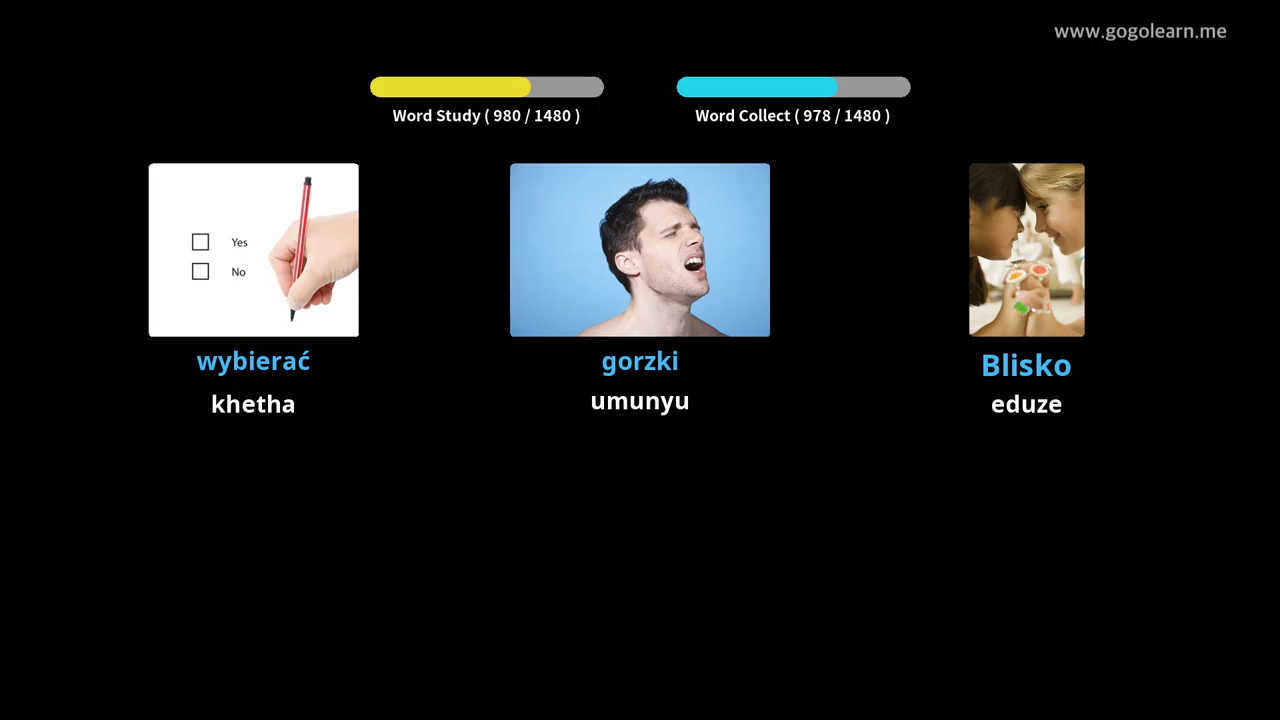 www.gogolearn.me
Word Study ( 980 / 1480 )
Word Collect ( 978 / 1480 )
Yes
No
wybierać
khetha
gorzki
umunyu
Blisko
eduze